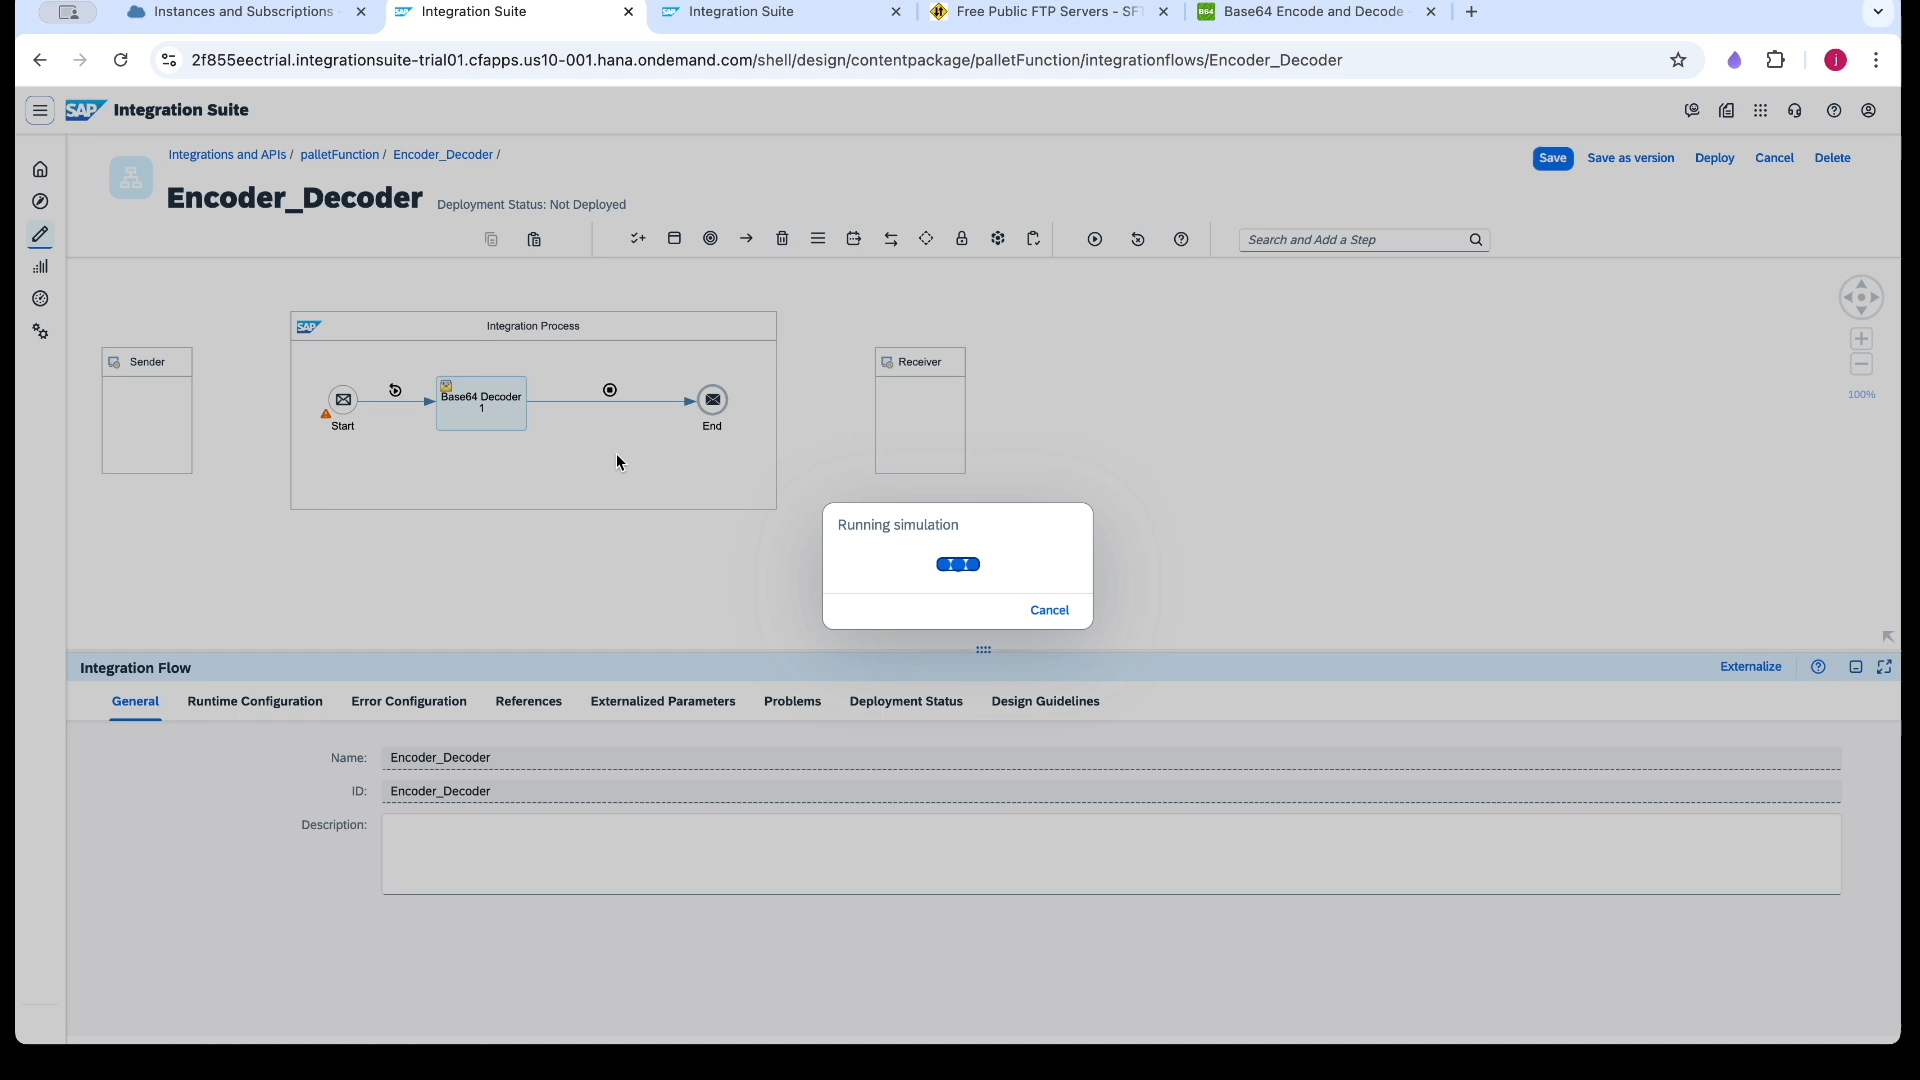 Instances and Subscriptions
Integration Suite
Integration Suite
Free Public FTP Servers - SFT
B64 Base64 Encode and Decode
2f855eectrial.integrationsuite-trial01.cfapps.us10-001.hana.ondemand.com/shell/design/contentpackage/palletFunction/integrationflows/Encoder_Decoder
j
SAP Integration Suite
Integrations and APIs / palletFunction / Encoder_Decoder /
Save Save as version Deploy Cancel Delete
Encoder_Decoder Deployment Status: Not Deployed
Search and Add a Step
SAP Integration Process
Sender
Receiver
Base64 Decoder
1
Start
End
100%
Running simulation
Cancel
Integration Flow
Externalize
General Runtime Configuration Error Configuration References Externalized Parameters Problems Deployment Status Design Guidelines
Name: Encoder_Decoder
ID: Encoder_Decoder
Description: